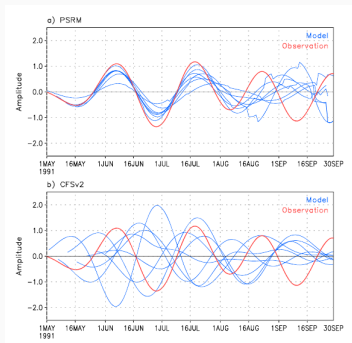 a) PSRM
Model
Observation
Amplitude
2.0
1.0
0.0
−1.0
−2.0
1MAY 16MAY 1JUN 16JUN 1JUL 16JUL 1AUG 16AUG 1SEP 16SEP 30SEP
1991
b) CFSv2
Model
Observation
Amplitude
2.0
1.0
0.0
−1.0
−2.0
1MAY 16MAY 1JUN 16JUN 1JUL 16JUL 1AUG 16AUG 1SEP 16SEP 30SEP
1991